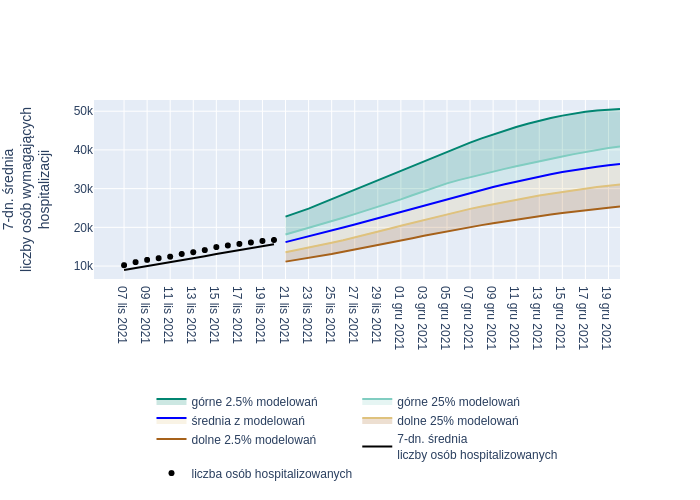 7-dn. średnia
liczby osób wymagających
hospitalizacji
50k
40k
30k
20k
10k
07 lis 2021
09 lis 2021
11 lis 2021
13 lis 2021
15 lis 2021
17 lis 2021
19 lis 2021
21 lis 2021
23 lis 2021
25 lis 2021
27 lis 2021
29 lis 2021
01 gru 2021
03 gru 2021
05 gru 2021
07 gru 2021
09 gru 2021
11 gru 2021
13 gru 2021
15 gru 2021
17 gru 2021
19 gru 2021
górne 2.5% modelowań
górne 25% modelowań
średnia z modelowań
dolne 25% modelowań
dolne 2.5% modelowań
7-dn. średnia
liczby osób hospitalizowanych
liczba osób hospitalizowanych